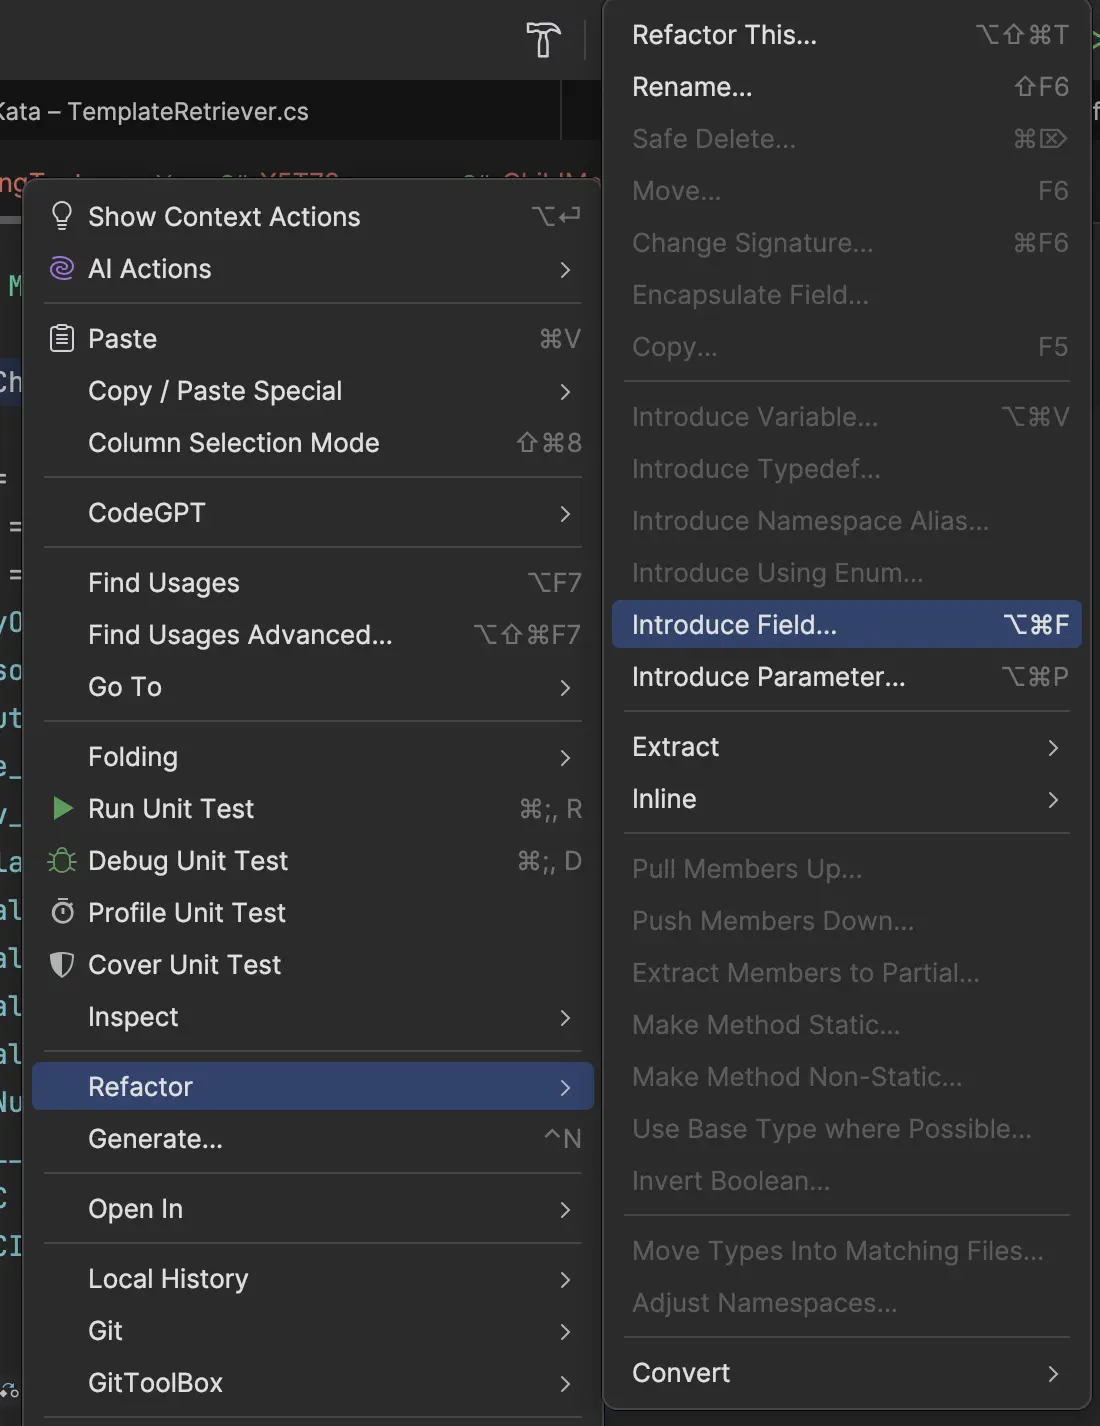 Kata – TemplateRetriever.cs
Show Context Actions ⌥⏎
AI Actions
Paste ⌘V
Copy / Paste Special
Column Selection Mode ⇧⌘8
CodeGPT
Find Usages ⌥F7
Find Usages Advanced... ⌥⇧⌘F7
Go To
Folding
Run Unit Test ⌘;, R
Debug Unit Test ⌘;, D
Profile Unit Test
Cover Unit Test
Inspect
Refactor
Generate... ^N
Open In
Local History
Git
GitToolBox
Refactor This... ⌥⇧⌘T
Rename... ⇧F6
Safe Delete... ⌘⌦
Move... F6
Change Signature... ⌘F6
Encapsulate Field...
Copy... F5
Introduce Variable... ⌥⌘V
Introduce Typedef...
Introduce Namespace Alias...
Introduce Using Enum...
Introduce Field... ⌥⌘F
Introduce Parameter... ⌥⌘P
Extract
Inline
Pull Members Up...
Push Members Down...
Extract Members to Partial...
Make Method Static...
Make Method Non-Static...
Use Base Type where Possible...
Invert Boolean...
Move Types Into Matching Files...
Adjust Namespaces...
Convert